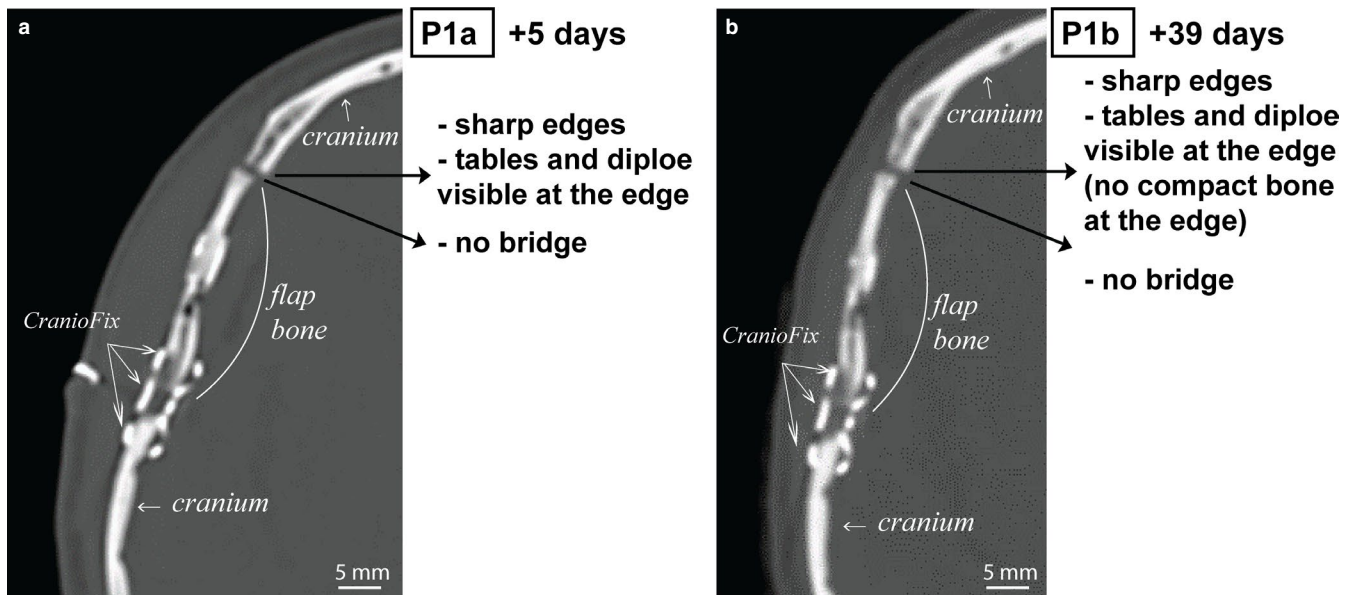 a
P1a +5 days
cranium
- sharp edges
- tables and diploe
visible at the edge
- no bridge
flap
bone
CranioFix
← cranium
5 mm
b
P1b +39 days
cranium
- sharp edges
- tables and diploe
visible at the edge
(no compact bone
at the edge)
- no bridge
flap
bone
CranioFix
← cranium
5 mm